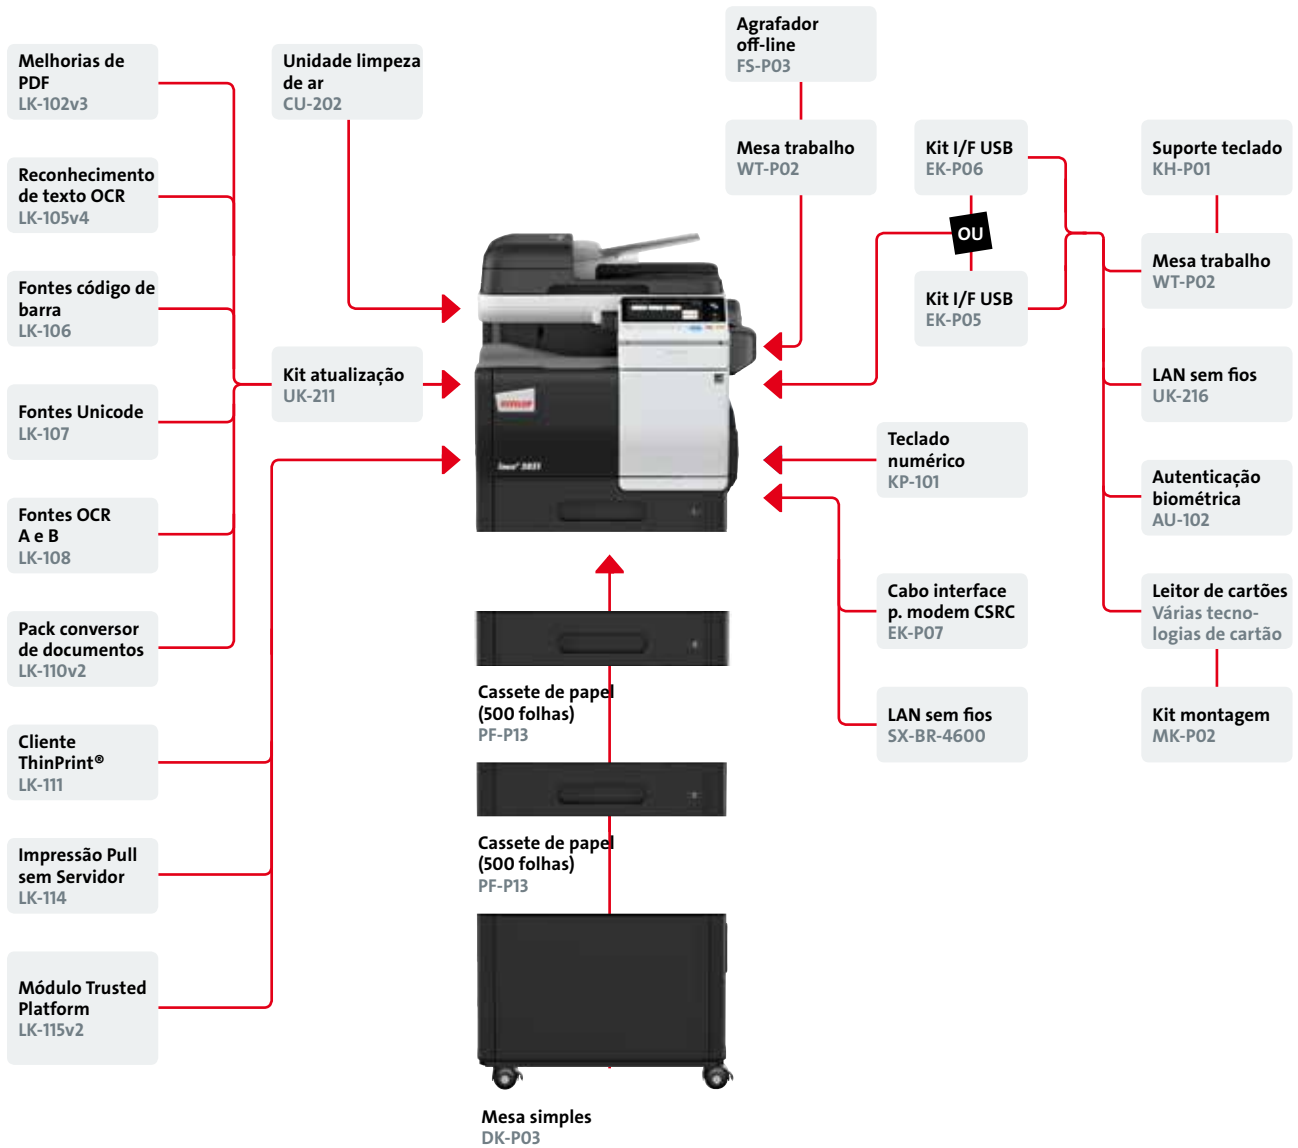 Melhorias de
PDF
LK-102v3
Reconhecimento
de texto OCR
LK-105v4
Fontes código de
barra
LK-106
Fontes Unicode
LK-107
Fontes OCR
A e B
LK-108
Pack conversor
de documentos
LK-110v2
Cliente
ThinPrint®
LK-111
Impressão Pull
sem Servidor
LK-114
Módulo Trusted
Platform
LK-115v2
Unidade limpeza
de ar
CU-202
Kit atualização
UK-211
Agrafador
off-line
FS-P03
Mesa trabalho
WT-P02
Kit I/F USB
EK-P06
OU
Kit I/F USB
EK-P05
Teclado
numérico
KP-101
Cabo interface
p. modem CSRC
EK-P07
LAN sem fios
SX-BR-4600
Suporte teclado
KH-P01
Mesa trabalho
WT-P02
LAN sem fios
UK-216
Autenticação
biométrica
AU-102
Leitor de cartões
Várias tecno-
logias de cartão
Kit montagem
MK-P02
Cassete de papel
(500 folhas)
PF-P13
Cassete de papel
(500 folhas)
PF-P13
Mesa simples
DK-P03